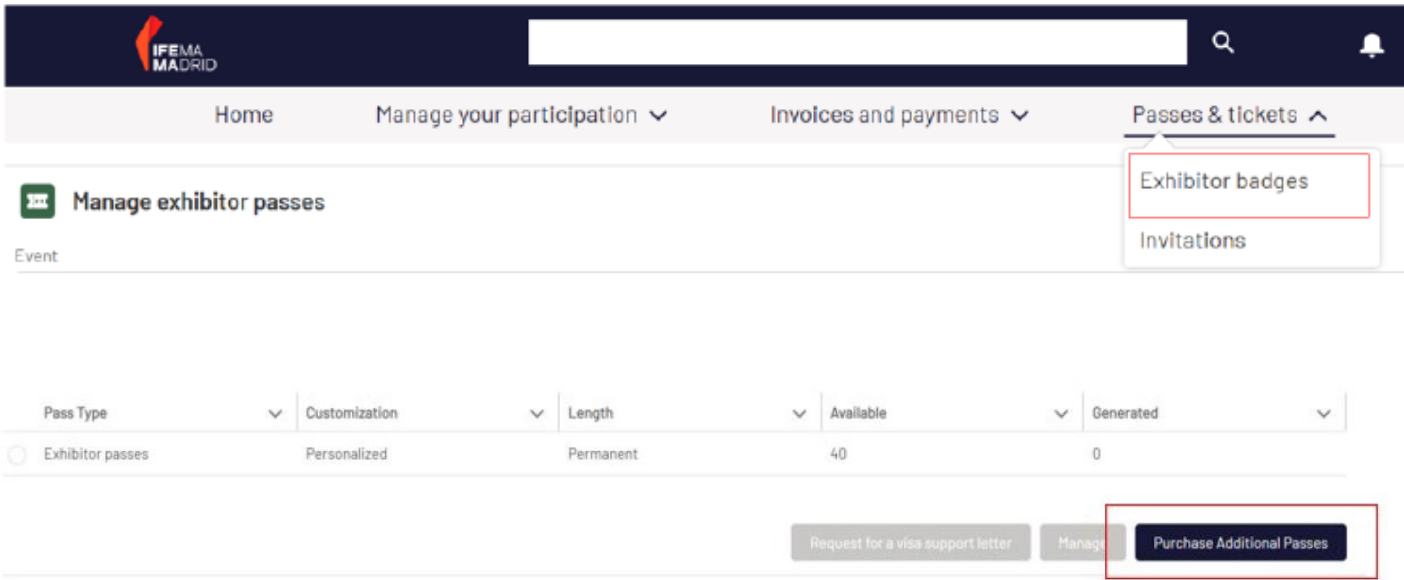 IFEMA
MADRID
Home Manage your participation Invoices and payments Passes & tickets
Exhibitor badges
Invitations
Manage exhibitor passes
Event
Pass Type Customization Length Available Generated
Exhibitor passes Personalized Permanent 40 0
Request for a visa support letter Manage Purchase Additional Passes